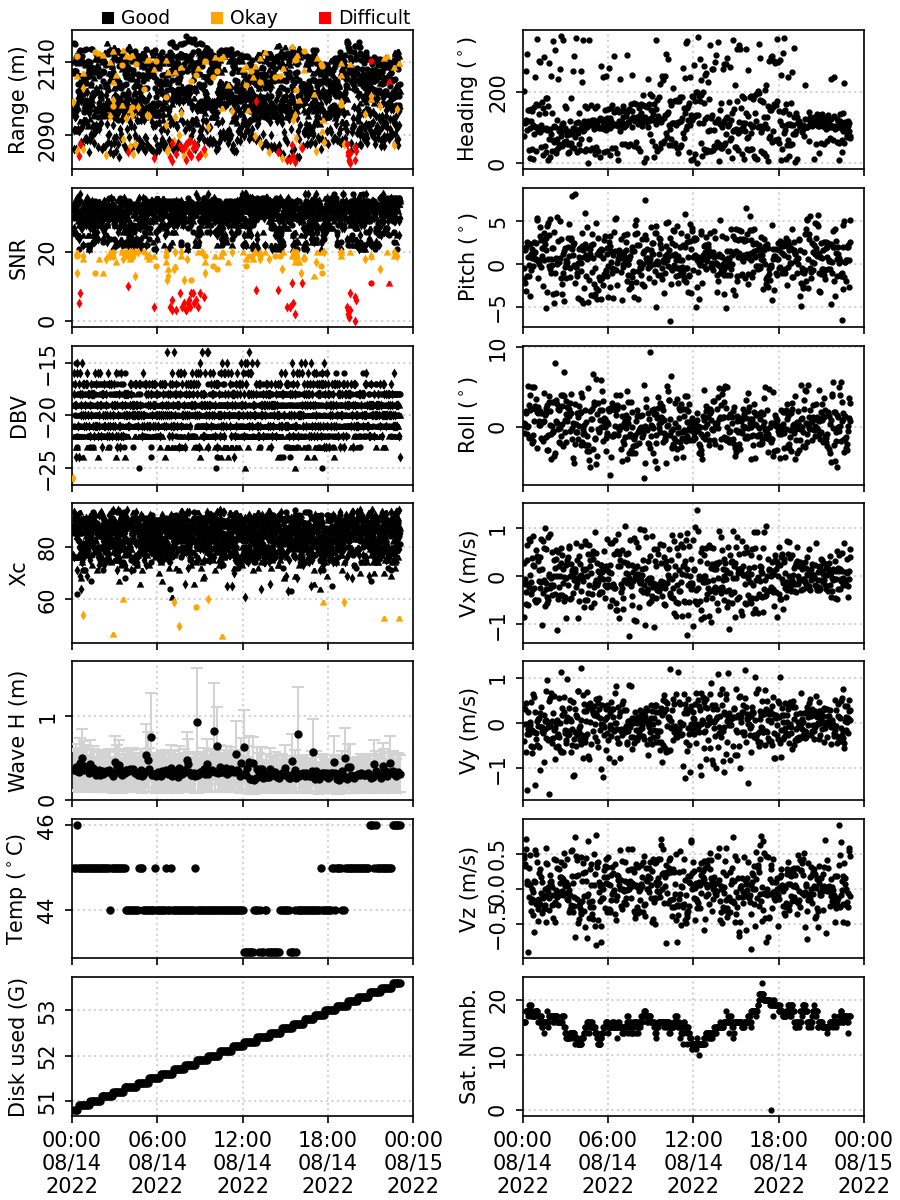 Good Okay Difficult
Range (m)
2140
2090
Heading (°)
200
0
SNR
20
0
Pitch (°)
5
0
−5
DBV
−15
−20
−25
Roll (°)
10
0
Xc
80
60
Vx (m/s)
1
0
−1
Wave H (m)
1
0
Vy (m/s)
1
0
−1
Temp (°C)
46
44
Vz (m/s)
0.5
0.0
−0.5
Disk used (G)
53
52
51
Sat. Numb.
20
10
0
00:00 06:00 12:00 18:00 00:00
08/14 08/14 08/14 08/14 08/15
2022 2022 2022 2022 2022
00:00 06:00 12:00 18:00 00:00
08/14 08/14 08/14 08/14 08/15
2022 2022 2022 2022 2022